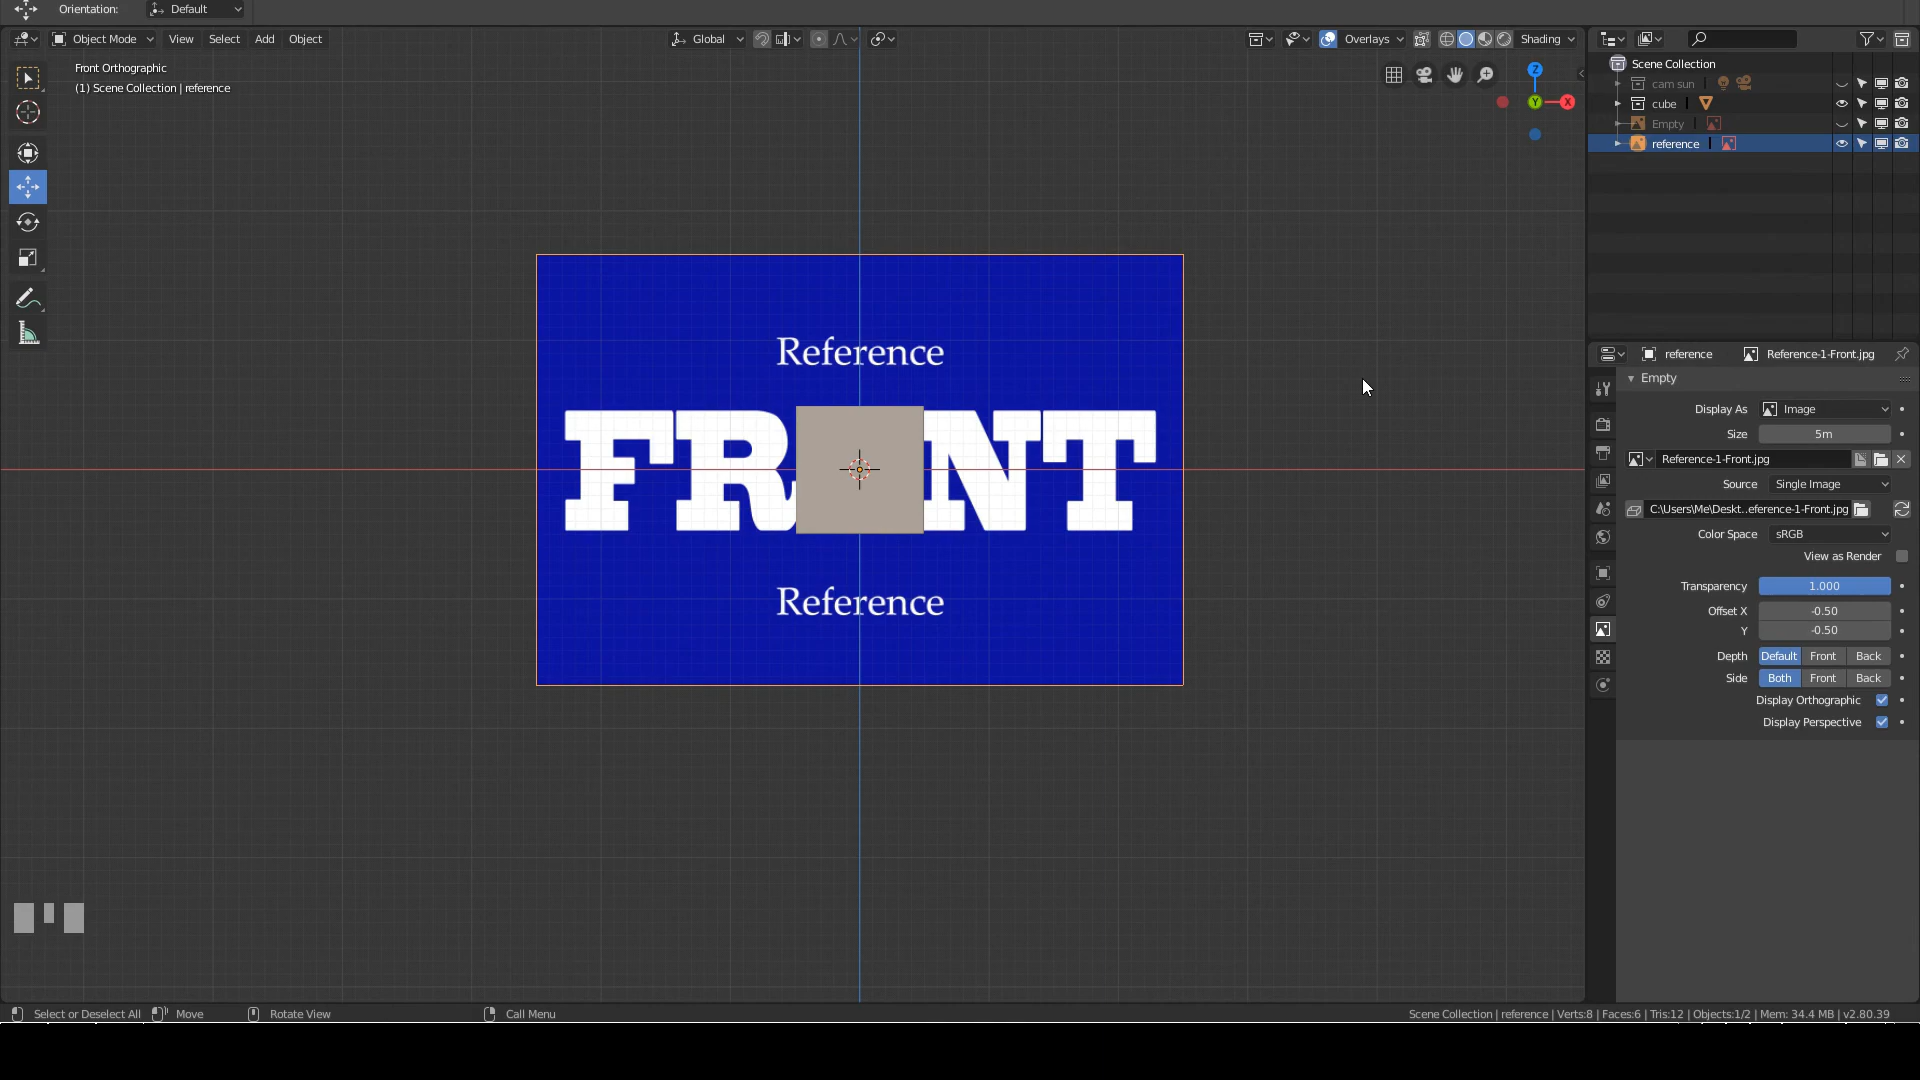 Orientation: Default
Object Mode View Select Add Object Global Overlays Shading
Front Orthographic
(1) Scene Collection | reference
Z
Y X
Reference
FR NT
Reference
Scene Collection
cam sun
cube
Empty
reference
reference Reference-1-Front.jpg
Empty
Display As Image
Size 5m
Reference-1-Front.jpg
Source Single Image
C:\Users\Me\Deskt..eference-1-Front.jpg
Color Space sRGB
View as Render
Transparency 1.000
Offset X -0.50
Y -0.50
Depth Default Front Back
Side Both Front Back
Display Orthographic
Display Perspective
Select or Deselect All Move Rotate View Call Menu Scene Collection | reference | Verts:8 | Faces:6 | Tris:12 | Objects:1/2 | Mem: 34.4 MB | v2.80.39